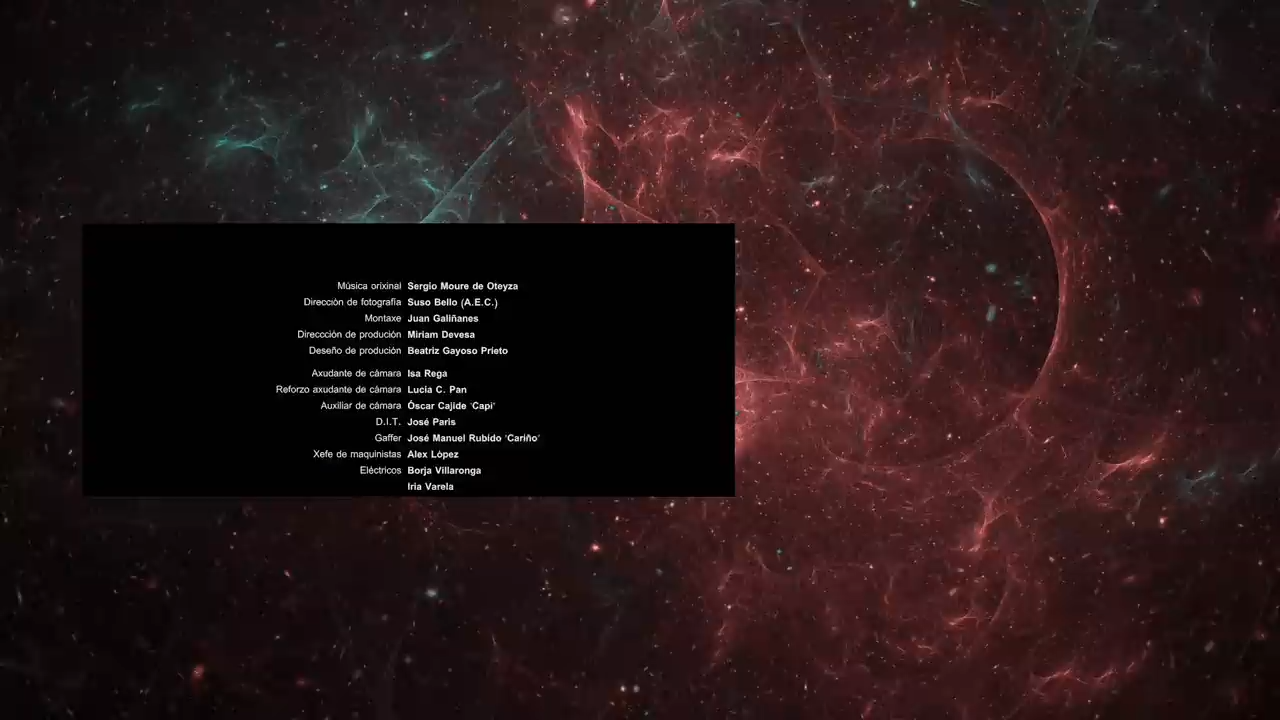 Música orixinal Sergio Moure de Oteyza
Dirección de fotografía Suso Bello (A.E.C.)
Montaxe Juan Galiñanes
Direccción de produción Miriam Devesa
Deseño de produción Beatriz Gayoso Prieto
Axudante de cámara Isa Rega
Reforzo axudante de cámara Lucía C. Pan
Auxiliar de cámara Óscar Cajide 'Capi'
D.I.T. José París
Gaffer José Manuel Rubido 'Cariño'
Xefe de maquinistas Alex López
Eléctricos Borja Villaronga
Iria Varela